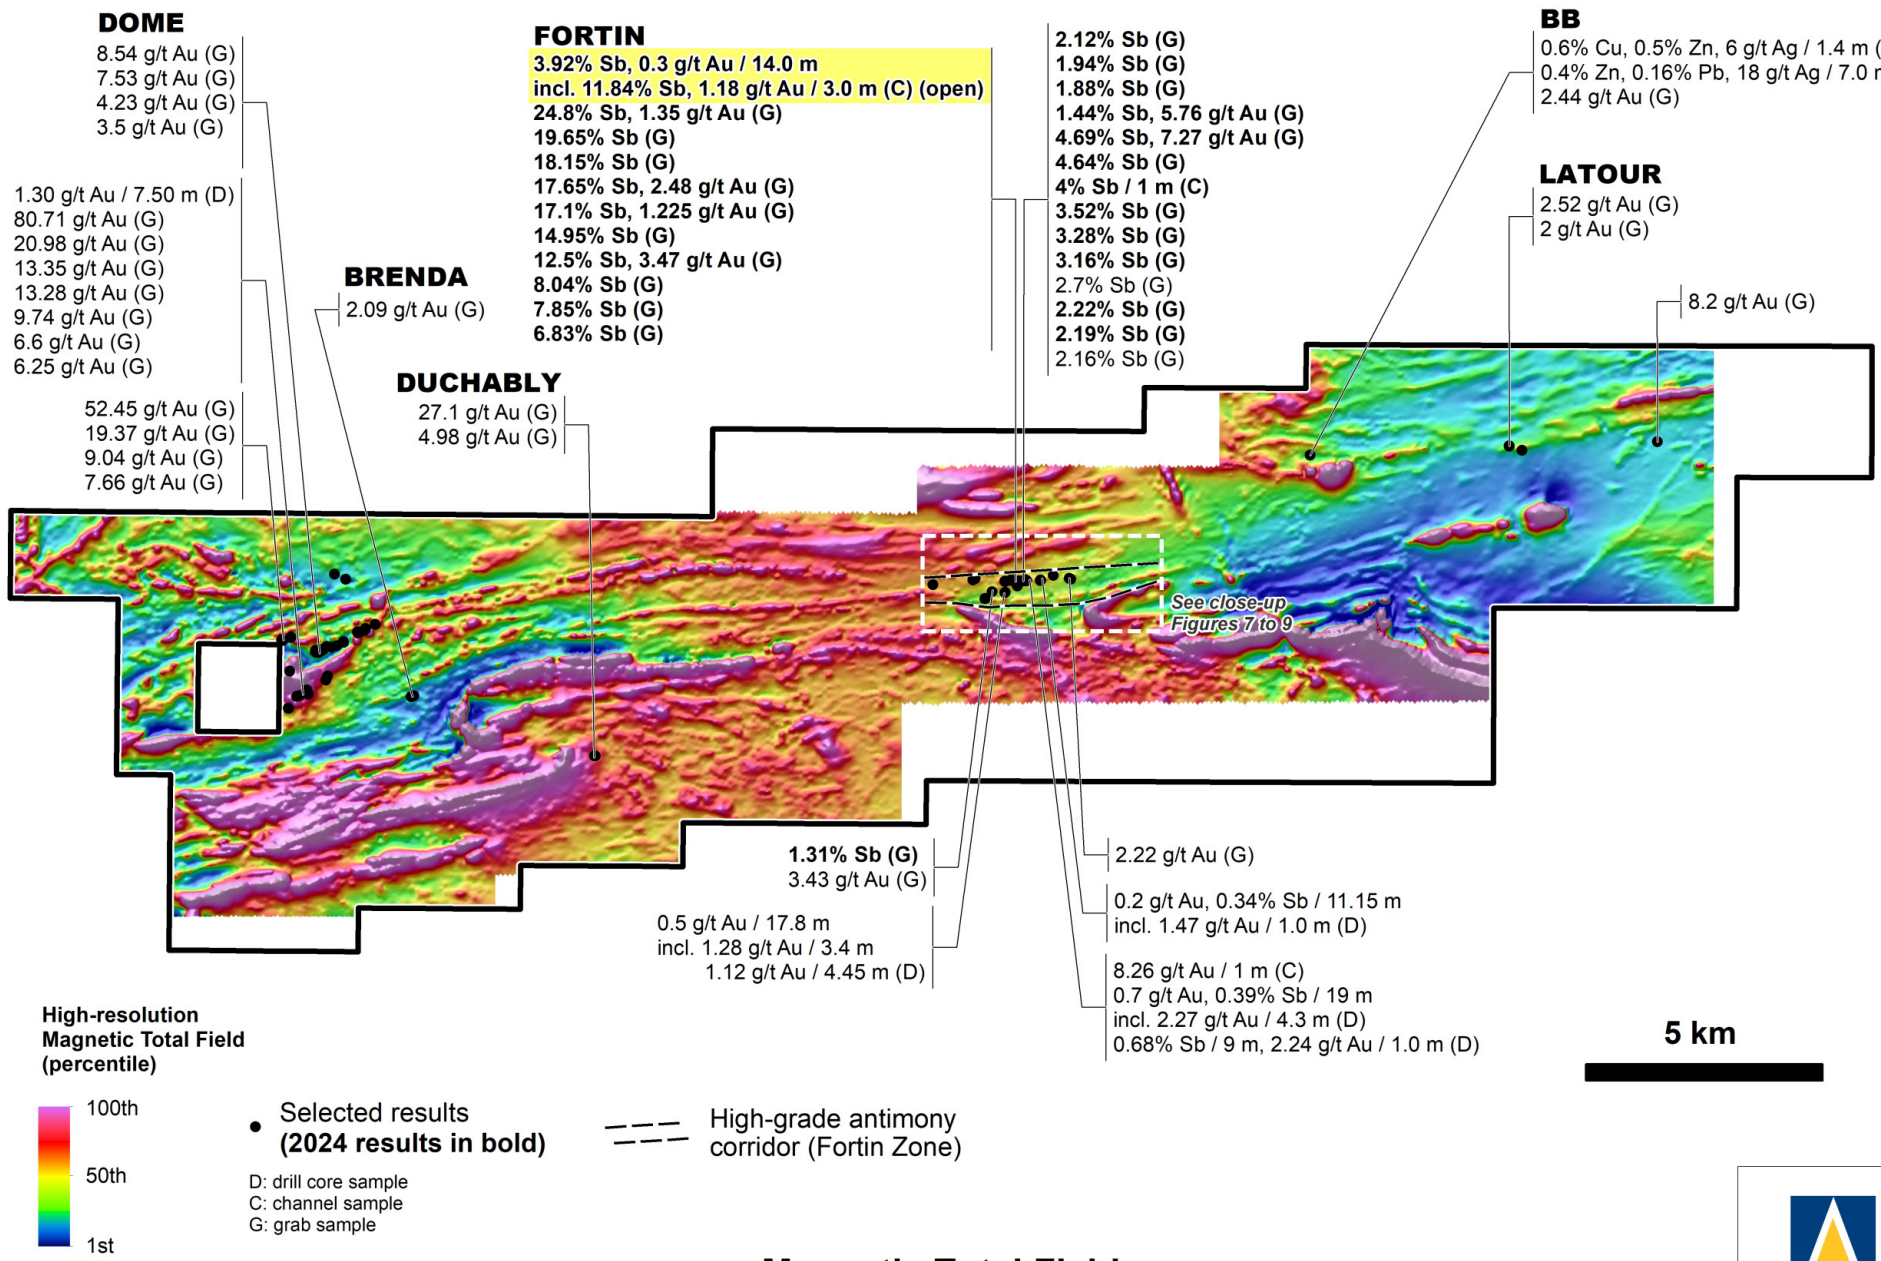 DOME
8.54 g/t Au (G)
7.53 g/t Au (G)
4.23 g/t Au (G)
3.5 g/t Au (G)
1.30 g/t Au / 7.50 m (D)
80.71 g/t Au (G)
20.98 g/t Au (G)
13.35 g/t Au (G)
13.28 g/t Au (G)
9.74 g/t Au (G)
6.6 g/t Au (G)
6.25 g/t Au (G)
52.45 g/t Au (G)
19.37 g/t Au (G)
9.04 g/t Au (G)
7.66 g/t Au (G)
BRENDA
2.09 g/t Au (G)
DUCHABLY
27.1 g/t Au (G)
4.98 g/t Au (G)
FORTIN
3.92% Sb, 0.3 g/t Au / 14.0 m
incl. 11.84% Sb, 1.18 g/t Au / 3.0 m (C) (open)
24.8% Sb, 1.35 g/t Au (G)
19.65% Sb (G)
18.15% Sb (G)
17.65% Sb, 2.48 g/t Au (G)
17.1% Sb, 1.225 g/t Au (G)
14.95% Sb (G)
12.5% Sb, 3.47 g/t Au (G)
8.04% Sb (G)
7.85% Sb (G)
6.83% Sb (G)
2.12% Sb (G)
1.94% Sb (G)
1.88% Sb (G)
1.44% Sb, 5.76 g/t Au (G)
4.69% Sb, 7.27 g/t Au (G)
4.64% Sb (G)
4% Sb / 1 m (C)
3.52% Sb (G)
3.28% Sb (G)
3.16% Sb (G)
2.7% Sb (G)
2.22% Sb (G)
2.19% Sb (G)
2.16% Sb (G)
BB
0.6% Cu, 0.5% Zn, 6 g/t Ag / 1.4 m (
0.4% Zn, 0.16% Pb, 18 g/t Ag / 7.0
2.44 g/t Au (G)
LATOUR
2.52 g/t Au (G)
2 g/t Au (G)
8.2 g/t Au (G)
See close-up
Figures 7 to 9
1.31% Sb (G)
3.43 g/t Au (G)
0.5 g/t Au / 17.8 m
incl. 1.28 g/t Au / 3.4 m
1.12 g/t Au / 4.45 m (D)
2.22 g/t Au (G)
0.2 g/t Au, 0.34% Sb / 11.15 m
incl. 1.47 g/t Au / 1.0 m (D)
8.26 g/t Au / 1 m (C)
0.7 g/t Au, 0.39% Sb / 19 m
incl. 2.27 g/t Au / 4.3 m (D)
0.68% Sb / 9 m, 2.24 g/t Au / 1.0 m (D)
5 km
High-resolution
Magnetic Total Field
(percentile)
100th
50th
1st
Selected results
(2024 results in bold)
D: drill core sample
C: channel sample
G: grab sample
High-grade antimony
corridor (Fortin Zone)
Magnetic Total Field